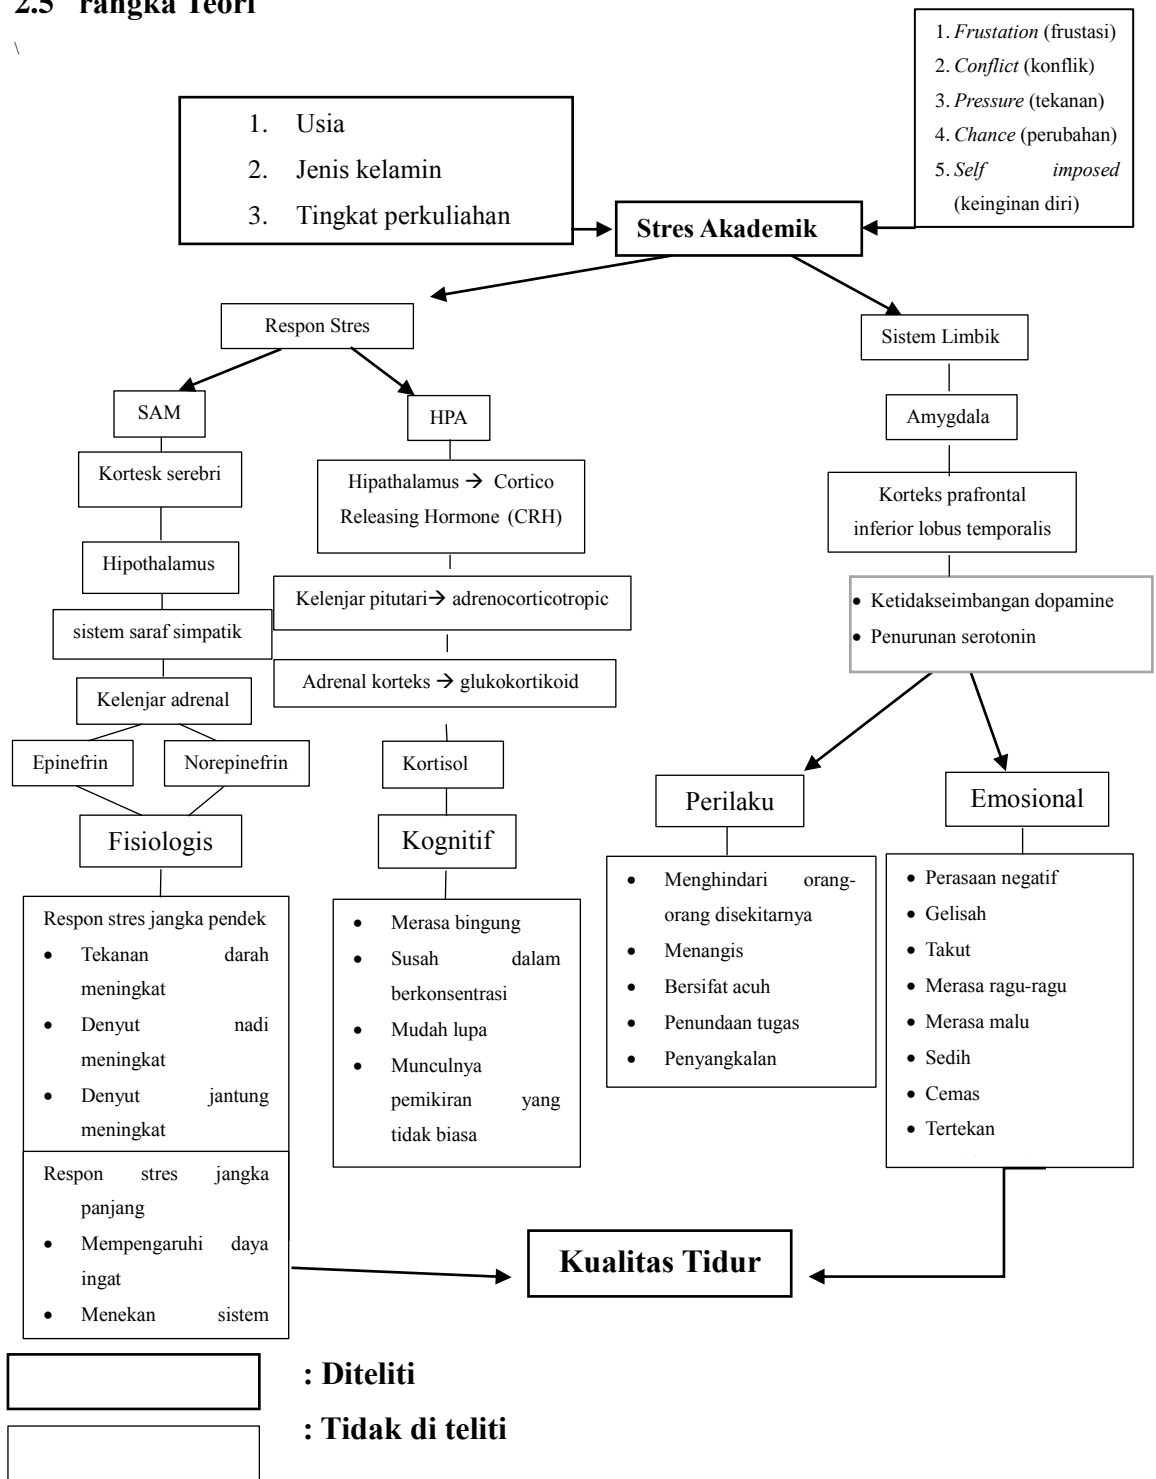 2.5 rangka Teori
\
1. Frustation (frustasi)
2. Conflict (konflik)
3. Pressure (tekanan)
4. Chance (perubahan)
5. Self imposed
(keinginan diri)
1. Usia
2. Jenis kelamin
3. Tingkat perkuliahan
Stres Akademik
Respon Stres
Sistem Limbik
SAM
HPA
Amygdala
Kortesk serebri
Hipathalamus → Cortico
Releasing Hormone (CRH)
Korteks prafrontal
inferior lobus temporalis
Hipothalamus
Kelenjar pitutari→ adrenocorticotropic
• Ketidakseimbangan dopamine
• Penurunan serotonin
sistem saraf simpatik
Adrenal korteks → glukokortikoid
Kelenjar adrenal
Epinefrin
Norepinefrin
Kortisol
Perilaku
Emosional
Fisiologis
Kognitif
Respon stres jangka pendek
• Tekanan darah
meningkat
• Denyut nadi
meningkat
• Denyut jantung
meningkat
Respon stres jangka
panjang
• Mempengaruhi daya
ingat
• Menekan sistem
• Merasa bingung
• Susah dalam
berkonsentrasi
• Mudah lupa
• Munculnya
pemikiran yang
tidak biasa
• Menghindari orang-
orang disekitarnya
• Menangis
• Bersifat acuh
• Penundaan tugas
• Penyangkalan
• Perasaan negatif
• Gelisah
• Takut
• Merasa ragu-ragu
• Merasa malu
• Sedih
• Cemas
• Tertekan
Kualitas Tidur
: Diteliti
: Tidak di teliti